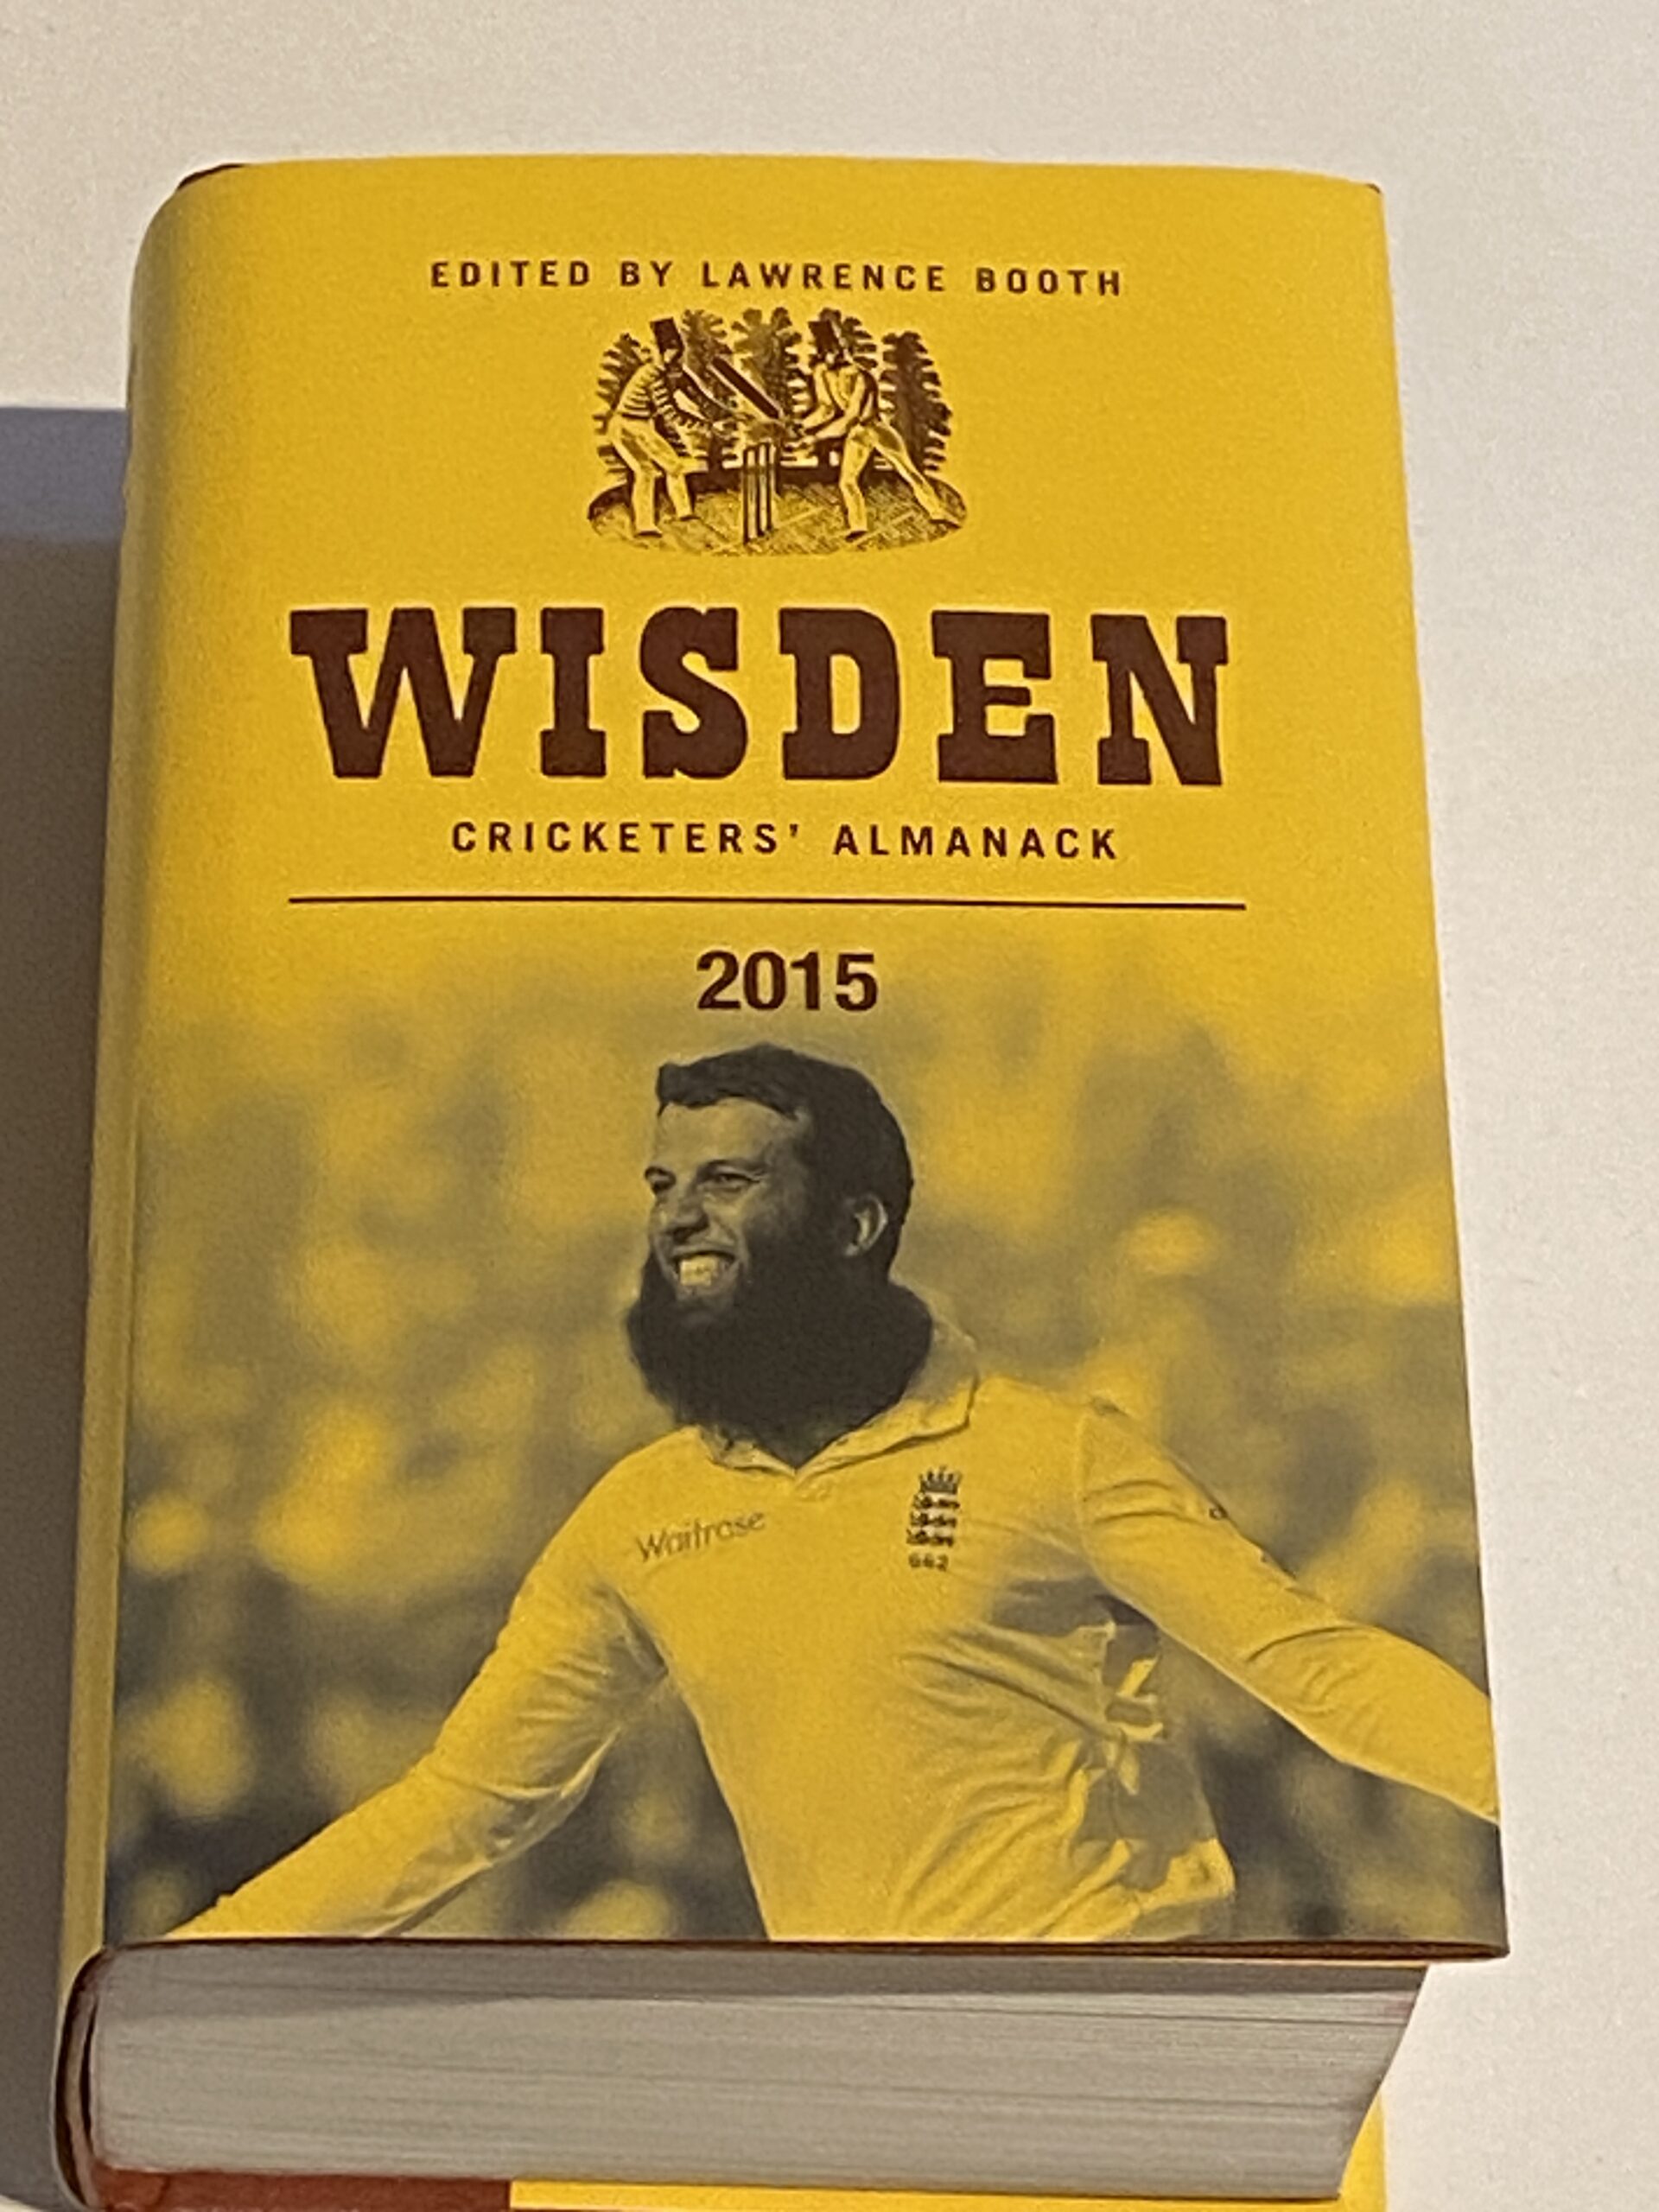 EDITED BY LAWRENCE BOOTH
WISDEN
CRICKETERS' ALMANACK
2015
Waitrose
662